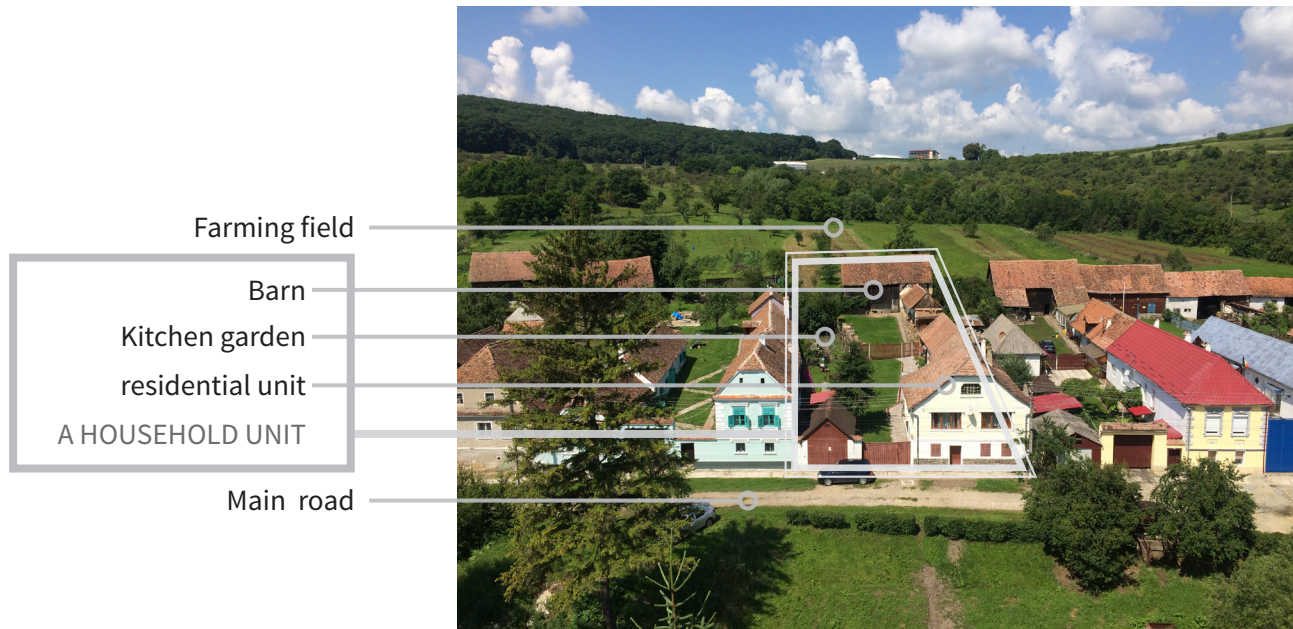 Farming field
Barn
Kitchen garden
residential unit
A HOUSEHOLD UNIT
Main road